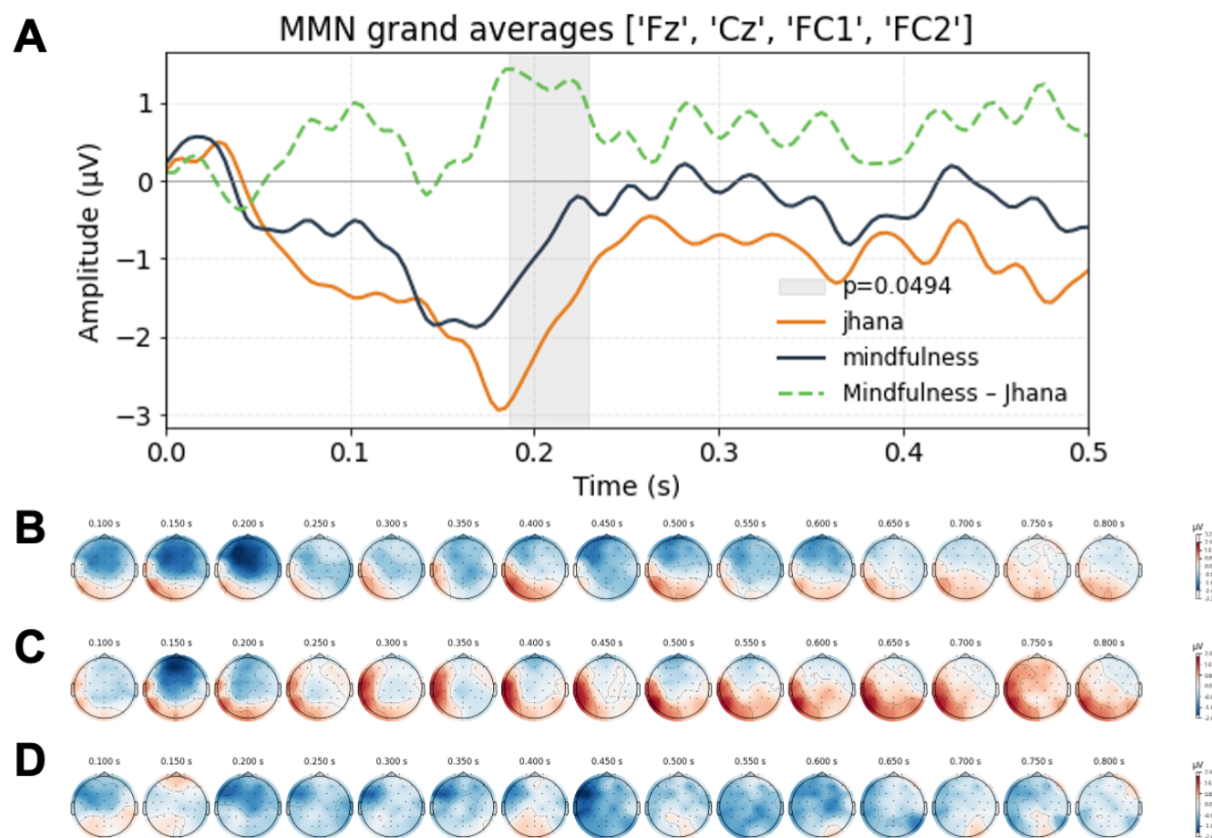 A
MMN grand averages ['Fz', 'Cz', 'FC1', 'FC2']
Amplitude (µV)
1
0
−1
−2
−3
p=0.0494
jhana
mindfulness
Mindfulness – Jhana
0.0 0.1 0.2 0.3 0.4 0.5
Time (s)
B
0.100 s 0.150 s 0.200 s 0.250 s 0.300 s 0.350 s 0.400 s 0.450 s 0.500 s 0.550 s 0.600 s 0.650 s 0.700 s 0.750 s 0.800 s
µV
C
0.100 s 0.150 s 0.200 s 0.250 s 0.300 s 0.350 s 0.400 s 0.450 s 0.500 s 0.550 s 0.600 s 0.650 s 0.700 s 0.750 s 0.800 s
µV
D
0.100 s 0.150 s 0.200 s 0.250 s 0.300 s 0.350 s 0.400 s 0.450 s 0.500 s 0.550 s 0.600 s 0.650 s 0.700 s 0.750 s 0.800 s
µV